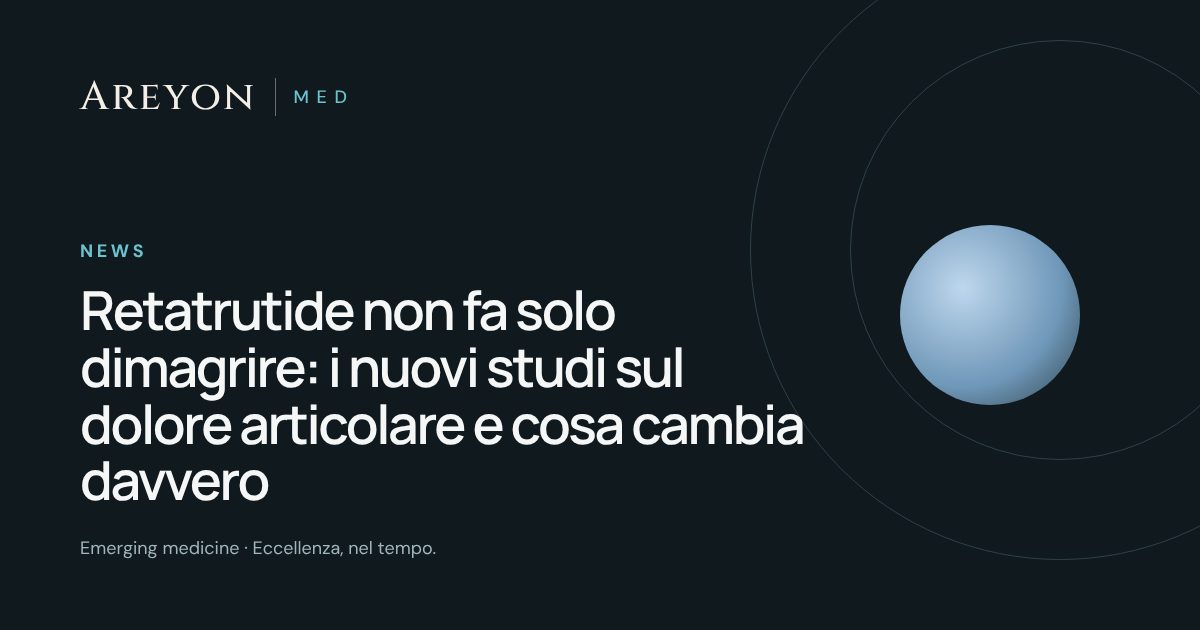 AREYON | MED
NEWS
Retatrutide non fa solo
dimagrire: i nuovi studi sul
dolore articolare e cosa cambia
davvero
Emerging medicine · Eccellenza, nel tempo.